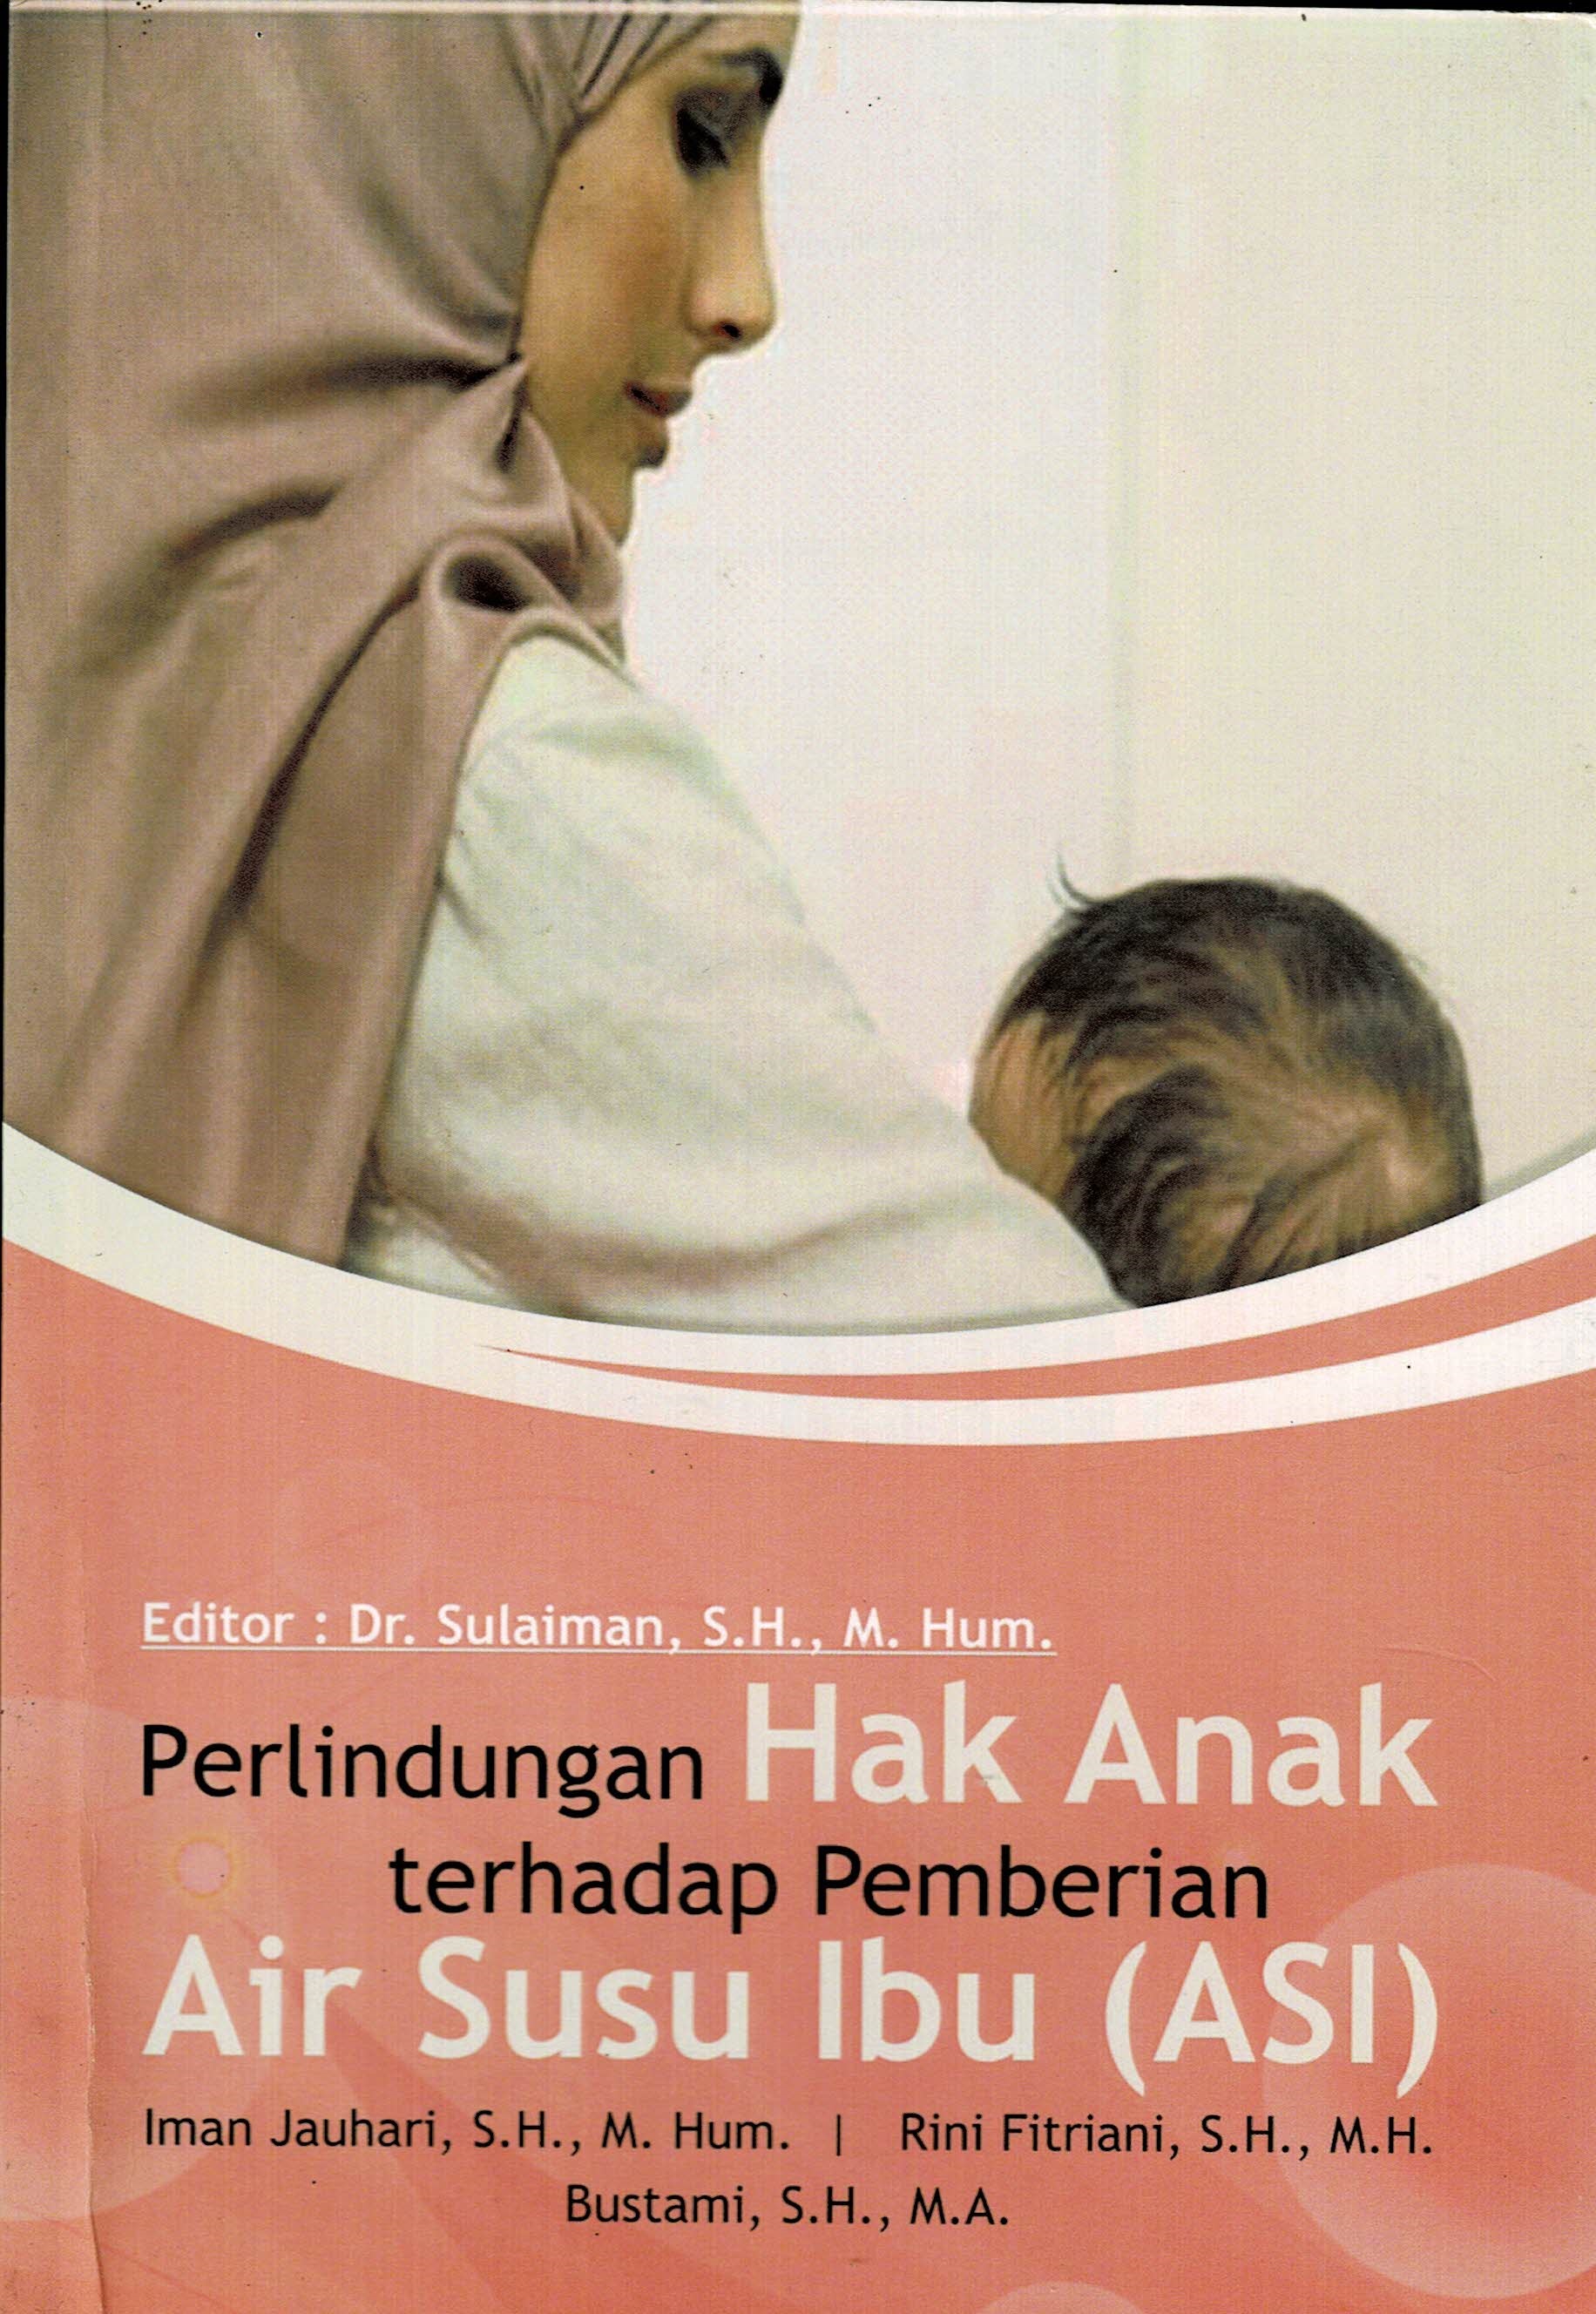 Editor : Dr. Sulaiman, S.H., M. Hum.
Perlindungan Hak Anak
terhadap Pemberian
Air Susu Ibu (ASI)
Iman Jauhari, S.H., M. Hum. | Rini Fitriani, S.H., M.H.
Bustami, S.H., M.A.